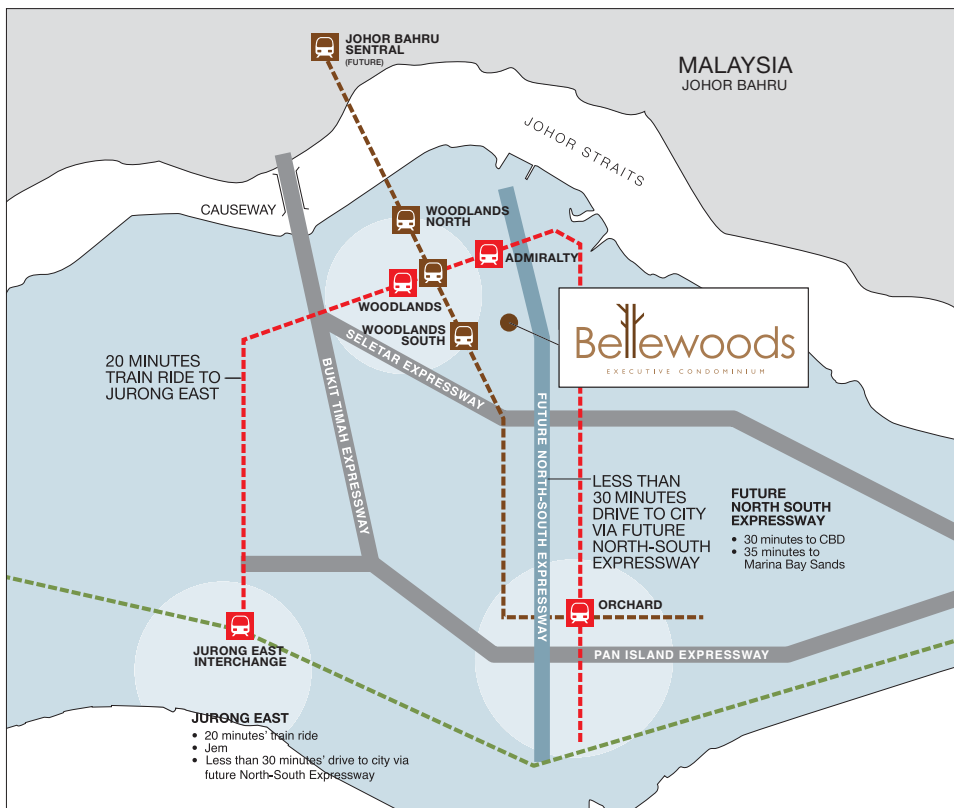 JOHOR BAHRU
SENTRAL
(FUTURE)
MALAYSIA
JOHOR BAHRU
JOHOR STRAITS
CAUSEWAY
WOODLANDS
NORTH
ADMIRALTY
WOODLANDS
WOODLANDS
SOUTH
Bellewoods
EXECUTIVE CONDOMINIUM
20 MINUTES
TRAIN RIDE TO
JURONG EAST
SELETAR EXPRESSWAY
BUKIT TIMAH EXPRESSWAY
FUTURE NORTH-SOUTH EXPRESSWAY
LESS THAN
30 MINUTES
DRIVE TO CITY
VIA FUTURE
NORTH-SOUTH
EXPRESSWAY
FUTURE
NORTH SOUTH
EXPRESSWAY
• 30 minutes to CBD
• 35 minutes to
Marina Bay Sands
ORCHARD
JURONG EAST
INTERCHANGE
PAN ISLAND EXPRESSWAY
JURONG EAST
• 20 minutes' train ride
• Jem
• Less than 30 minutes' drive to city via
future North-South Expressway